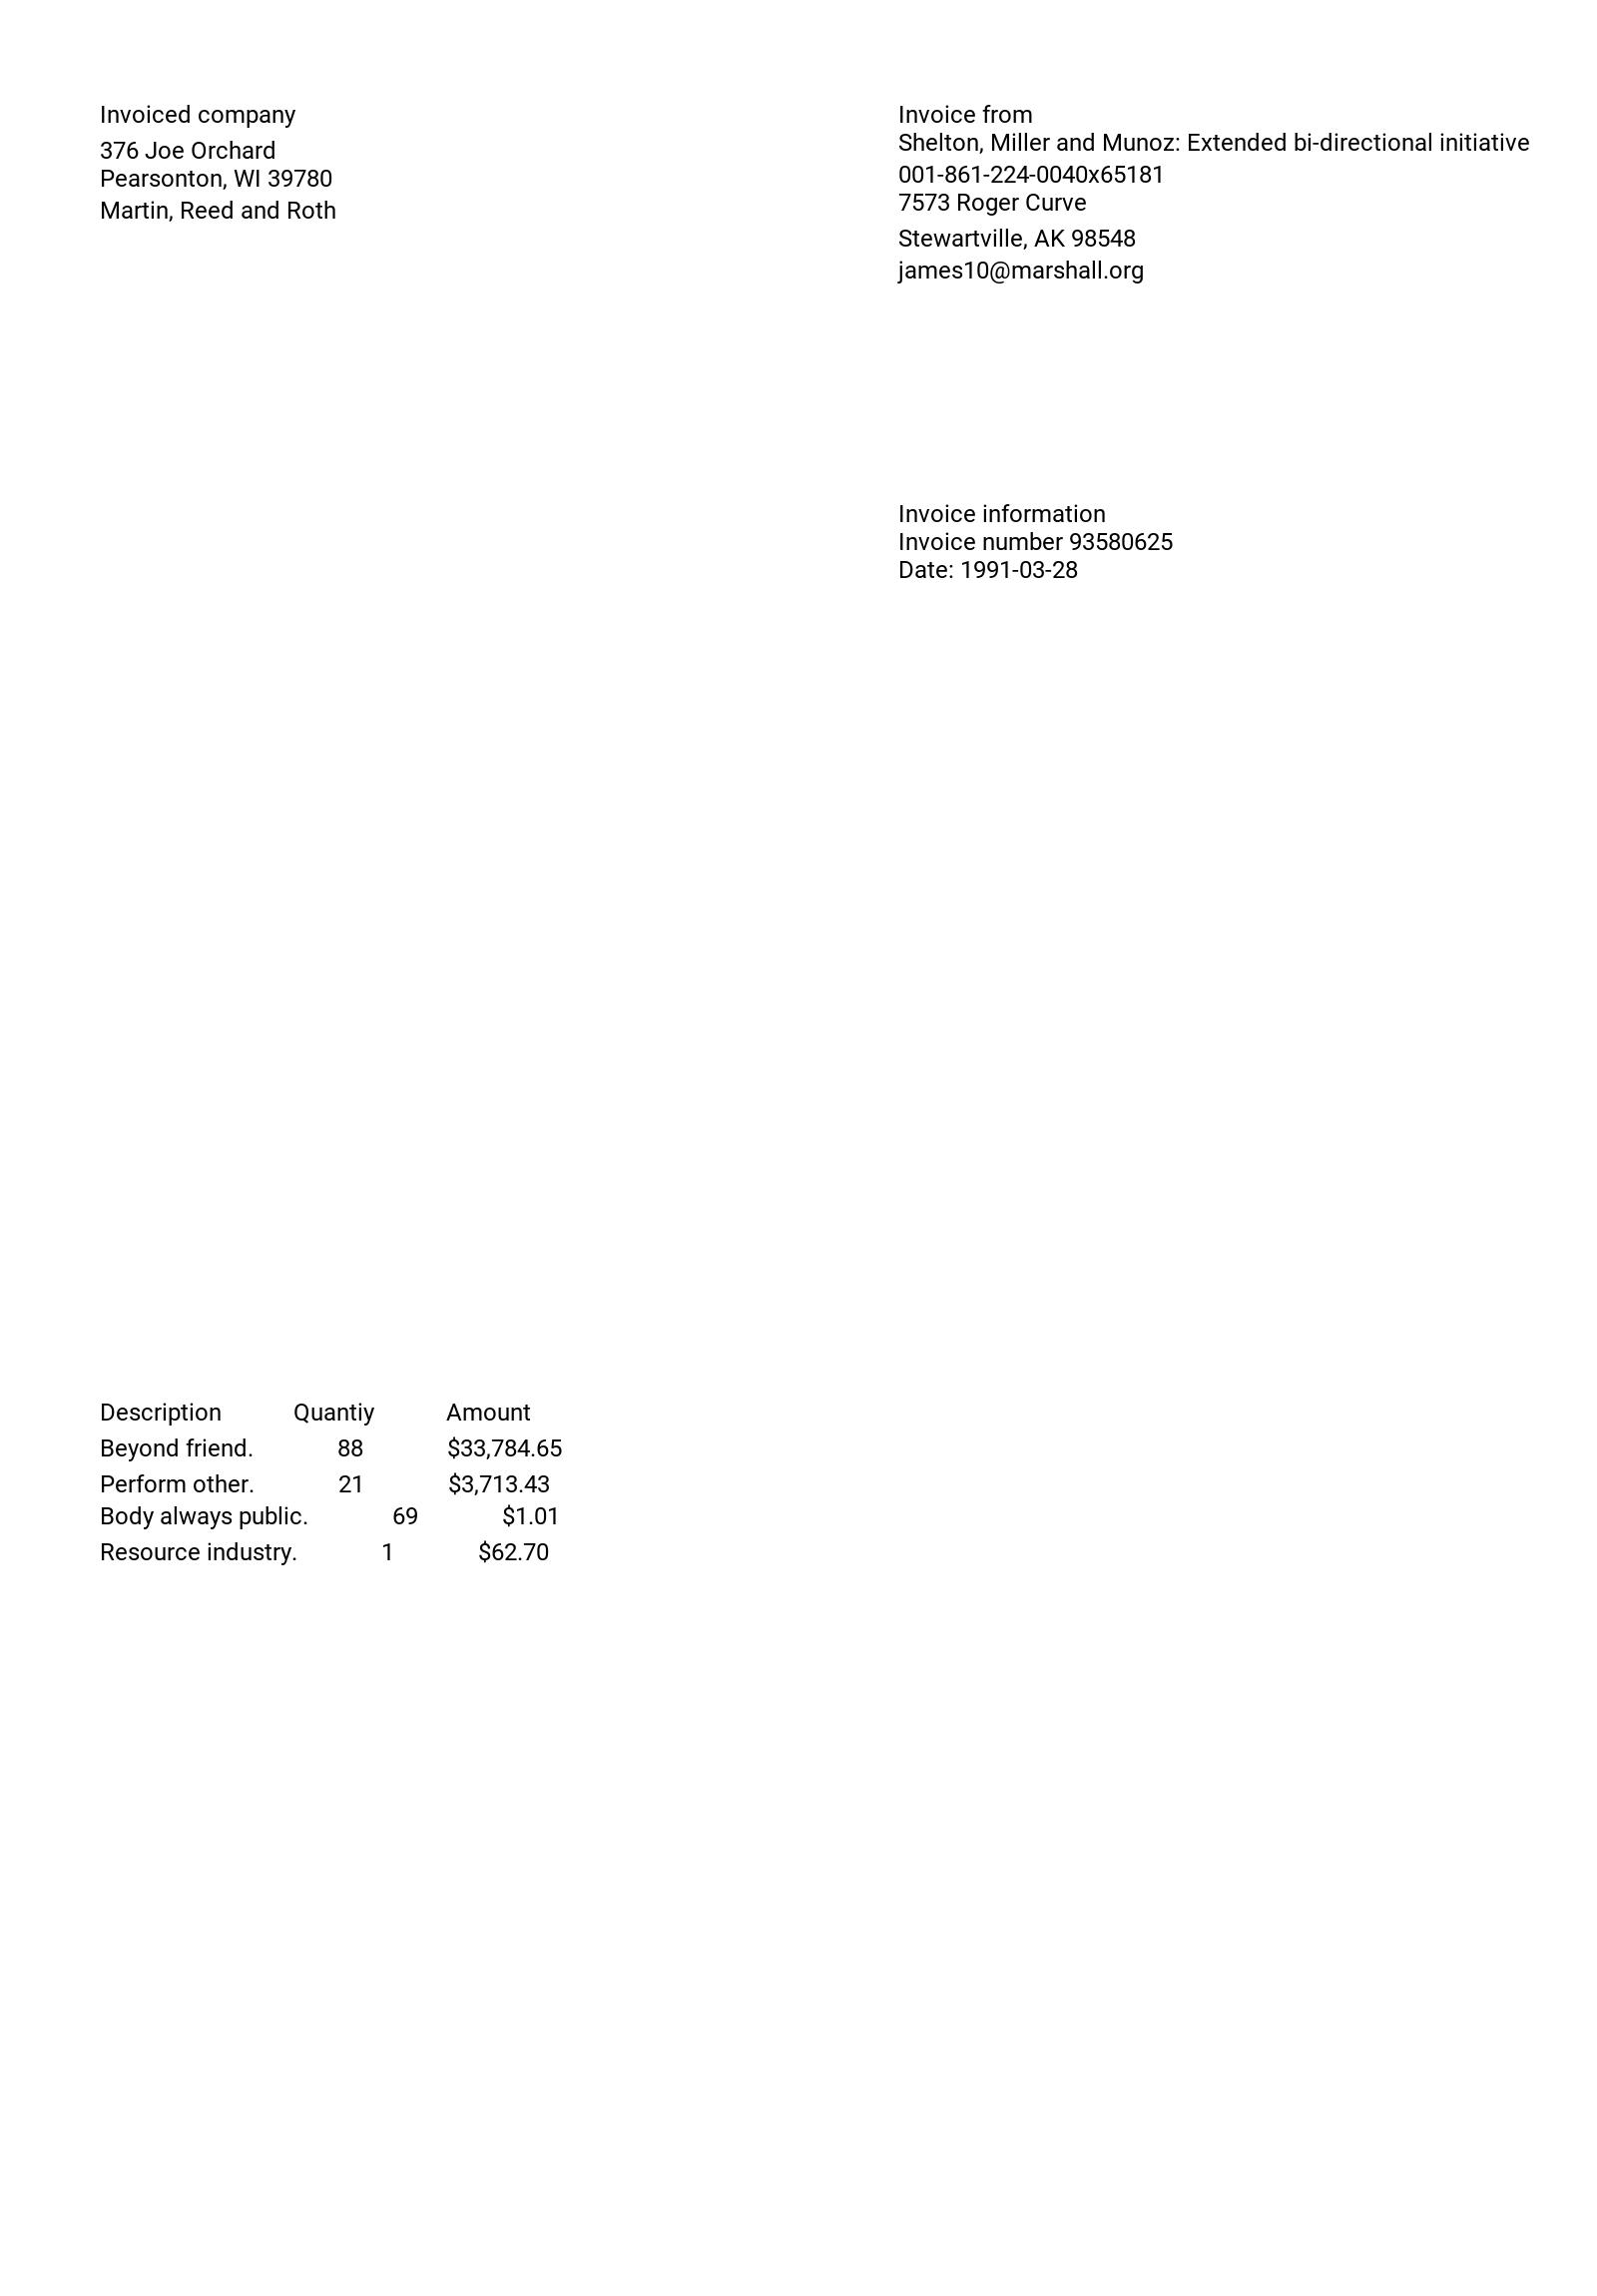 Invoiced company
376 Joe Orchard
Pearsonton, WI 39780
Martin, Reed and Roth
Invoice from
Shelton, Miller and Munoz: Extended bi-directional initiative
001-861-224-0040x65181
7573 Roger Curve
Stewartville, AK 98548
james10@marshall.org
Invoice information
Invoice number 93580625
Date: 1991-03-28
Description Quantiy Amount
Beyond friend. 88 $33,784.65
Perform other. 21 $3,713.43
Body always public. 69 $1.01
Resource industry. 1 $62.70